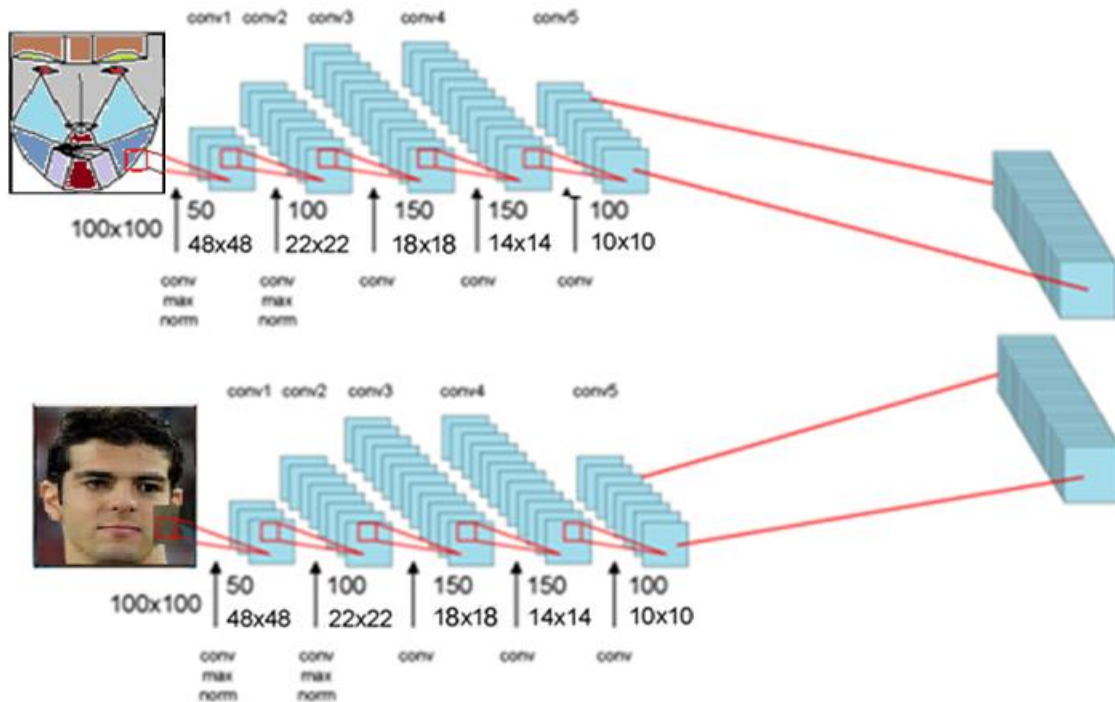 conv1 conv2 conv3 conv4 conv5
50 100 150 150 100
100x100 48x48 22x22 18x18 14x14 10x10
conv conv conv conv conv
max max
norm norm
conv1 conv2 conv3 conv4 conv5
50 100 150 150 100
100x100 48x48 22x22 18x18 14x14 10x10
conv conv conv conv conv
max max
norm norm